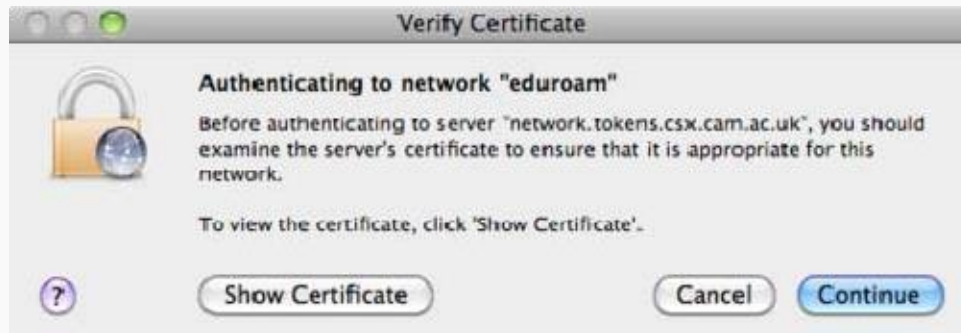 Verify Certificate
Authenticating to network "eduroam"
Before authenticating to server "network.tokens.csx.cam.ac.uk", you should
examine the server's certificate to ensure that it is appropriate for this
network.
To view the certificate, click 'Show Certificate'.
?
Show Certificate
Cancel
Continue